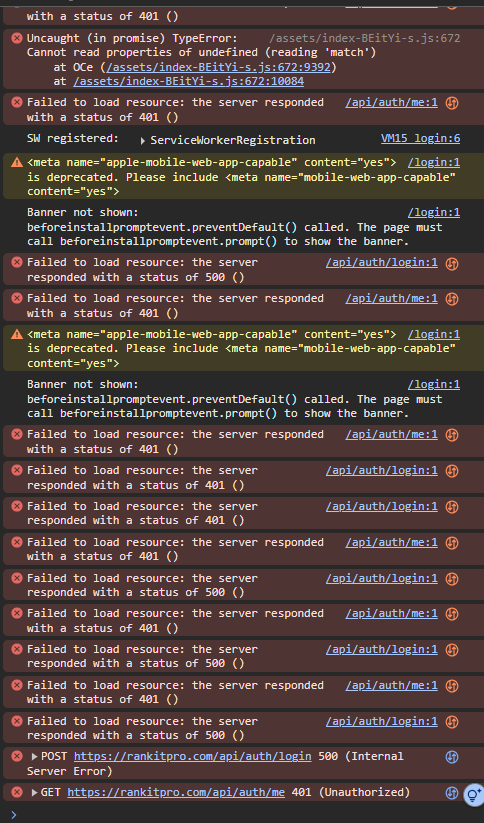 with a status of 401 ()
Uncaught (in promise) TypeError: /assets/index-BEitYi-s.js:672
Cannot read properties of undefined (reading 'match')
at OCe (/assets/index-BEitYi-s.js:672:9392)
at /assets/index-BEitYi-s.js:672:10084
Failed to load resource: the server responded /api/auth/me:1
with a status of 401 ()
SW registered: ▸ ServiceWorkerRegistration VM15 login:6
<meta name="apple-mobile-web-app-capable" content="yes"> /login:1
is deprecated. Please include <meta name="mobile-web-app-capable"
content="yes">
Banner not shown: /login:1
beforeinstallpromptevent.preventDefault() called. The page must
call beforeinstallpromptevent.prompt() to show the banner.
Failed to load resource: the server /api/auth/login:1
responded with a status of 500 ()
Failed to load resource: the server responded /api/auth/me:1
with a status of 401 ()
<meta name="apple-mobile-web-app-capable" content="yes"> /login:1
is deprecated. Please include <meta name="mobile-web-app-capable"
content="yes">
Banner not shown: /login:1
beforeinstallpromptevent.preventDefault() called. The page must
call beforeinstallpromptevent.prompt() to show the banner.
Failed to load resource: the server responded /api/auth/me:1
with a status of 401 ()
Failed to load resource: the server /api/auth/login:1
responded with a status of 401 ()
Failed to load resource: the server /api/auth/login:1
responded with a status of 401 ()
Failed to load resource: the server responded /api/auth/me:1
with a status of 401 ()
Failed to load resource: the server /api/auth/login:1
responded with a status of 500 ()
Failed to load resource: the server responded /api/auth/me:1
with a status of 401 ()
Failed to load resource: the server /api/auth/login:1
responded with a status of 500 ()
Failed to load resource: the server responded /api/auth/me:1
with a status of 401 ()
Failed to load resource: the server /api/auth/login:1
responded with a status of 500 ()
▸ POST https://rankitpro.com/api/auth/login 500 (Internal
Server Error)
▸ GET https://rankitpro.com/api/auth/me 401 (Unauthorized)